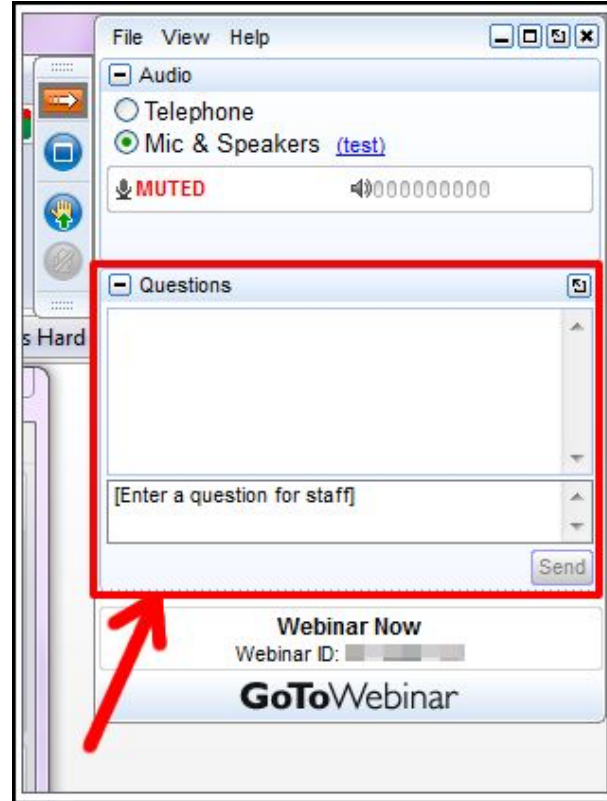 File View Help
Audio
Telephone
Mic & Speakers (test)
MUTED 000000000
Questions
s Hard
[Enter a question for staff]
Send
Webinar Now
Webinar ID:
GoToWebinar